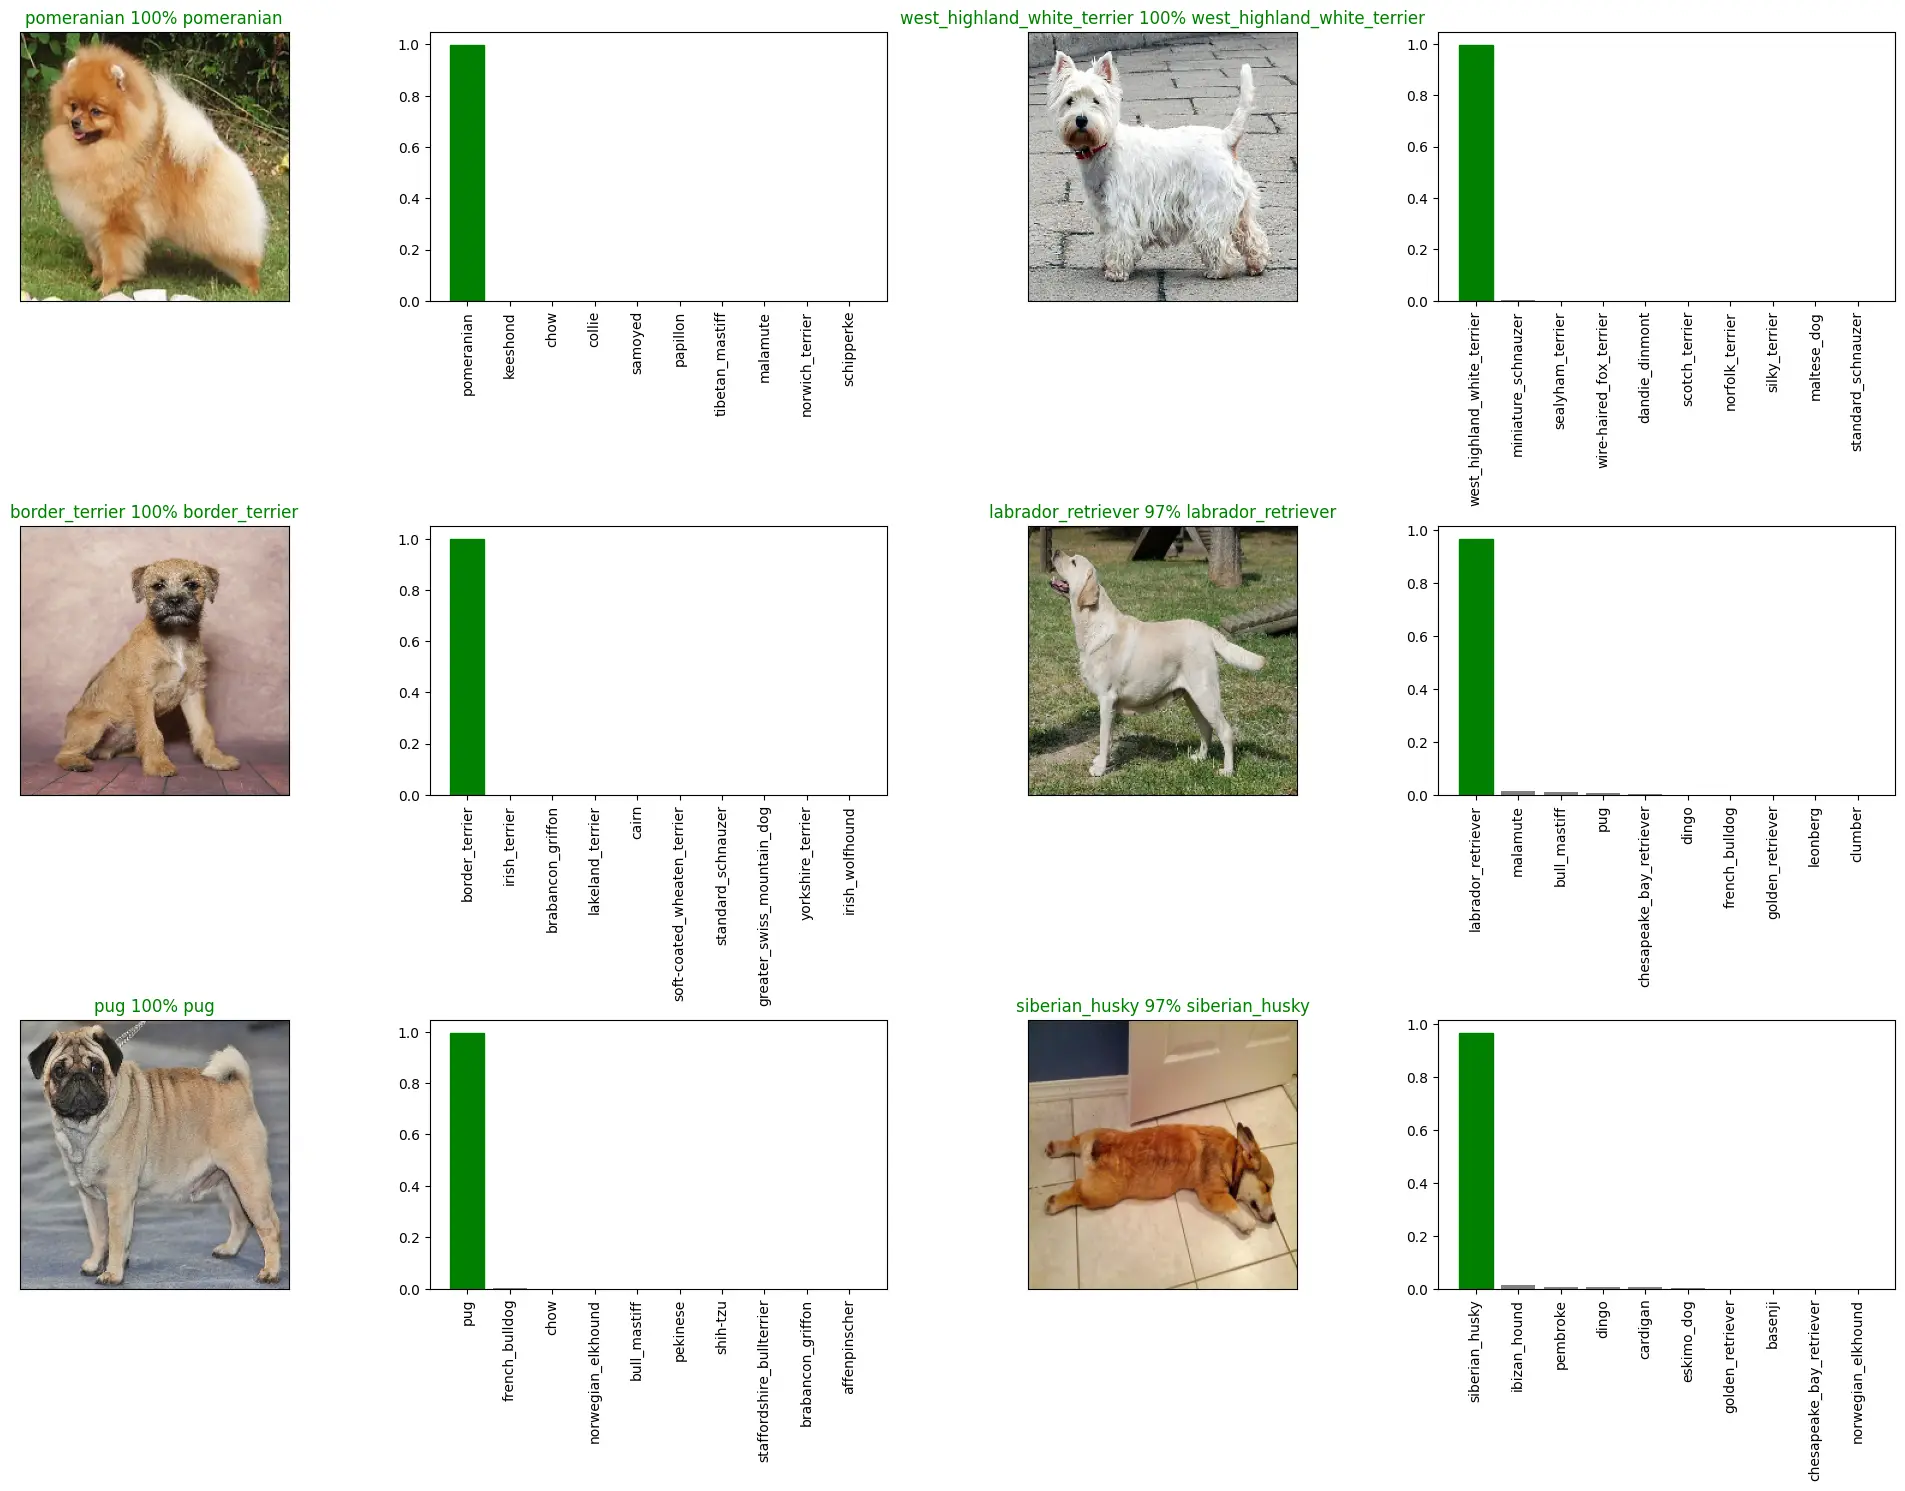 pomeranian 100% pomeranian
1.0
0.8
0.6
0.4
0.2
0.0
pomeranian
keeshond
chow
collie
samoyed
papillon
tibetan_mastiff
malamute
norwich_terrier
schipperke
west_highland_white_terrier 100% west_highland_white_terrier
1.0
0.8
0.6
0.4
0.2
0.0
west_highland_white_terrier
miniature_schnauzer
sealyham_terrier
wire-haired_fox_terrier
dandie_dinmont
scotch_terrier
norfolk_terrier
silky_terrier
maltese_dog
standard_schnauzer
border_terrier 100% border_terrier
1.0
0.8
0.6
0.4
0.2
0.0
border_terrier
irish_terrier
brabancon_griffon
lakeland_terrier
cairn
soft-coated_wheaten_terrier
standard_schnauzer
greater_swiss_mountain_dog
yorkshire_terrier
irish_wolfhound
labrador_retriever 97% labrador_retriever
1.0
0.8
0.6
0.4
0.2
0.0
labrador_retriever
malamute
bull_mastiff
pug
chesapeake_bay_retriever
dingo
french_bulldog
golden_retriever
leonberg
clumber
pug 100% pug
1.0
0.8
0.6
0.4
0.2
0.0
pug
french_bulldog
chow
norwegian_elkhound
bull_mastiff
pekinese
shih-tzu
staffordshire_bullterrier
brabancon_griffon
affenpinscher
siberian_husky 97% siberian_husky
1.0
0.8
0.6
0.4
0.2
0.0
siberian_husky
ibizan_hound
pembroke
dingo
cardigan
eskimo_dog
golden_retriever
basenji
chesapeake_bay_retriever
norwegian_elkhound